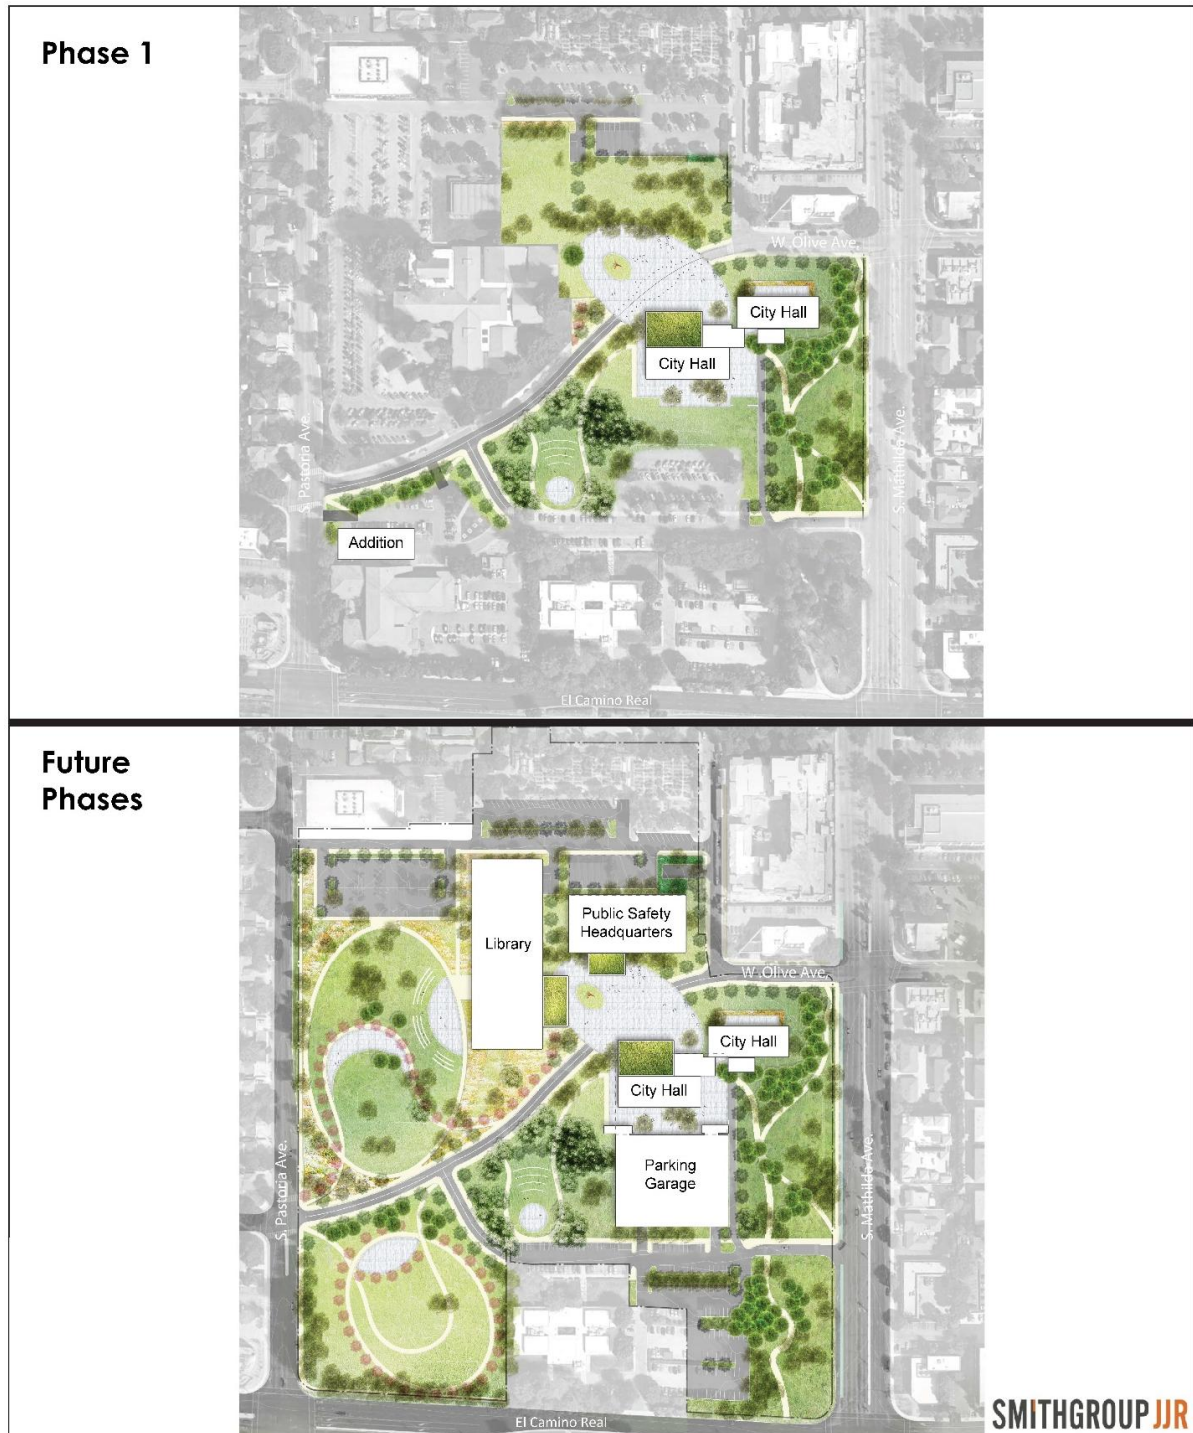 Phase 1
W. Olive Ave.
City Hall
City Hall
S. Pastoria Ave.
S. Mathilda Ave.
Addition
El Camino Real
Future
Phases
Public Safety
Headquarters
Library
W. Olive Ave.
City Hall
City Hall
S. Pastoria Ave.
S. Mathilda Ave.
Parking
Garage
El Camino Real
SMITHGROUP JJR